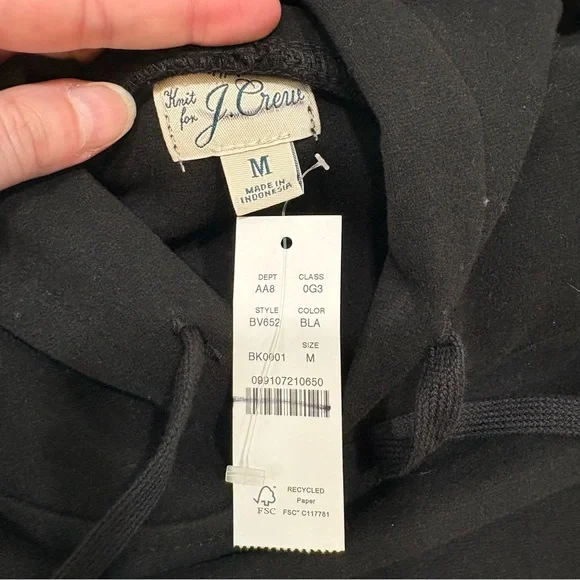 Knit for J.Crew
M
MADE IN
INDONESIA
DEPT CLASS
AA8 0G3
STYLE COLOR
BV652 BLA
SIZE
BK0001 M
099107210650
RECYCLED
Paper
FSC
FSC® C117781